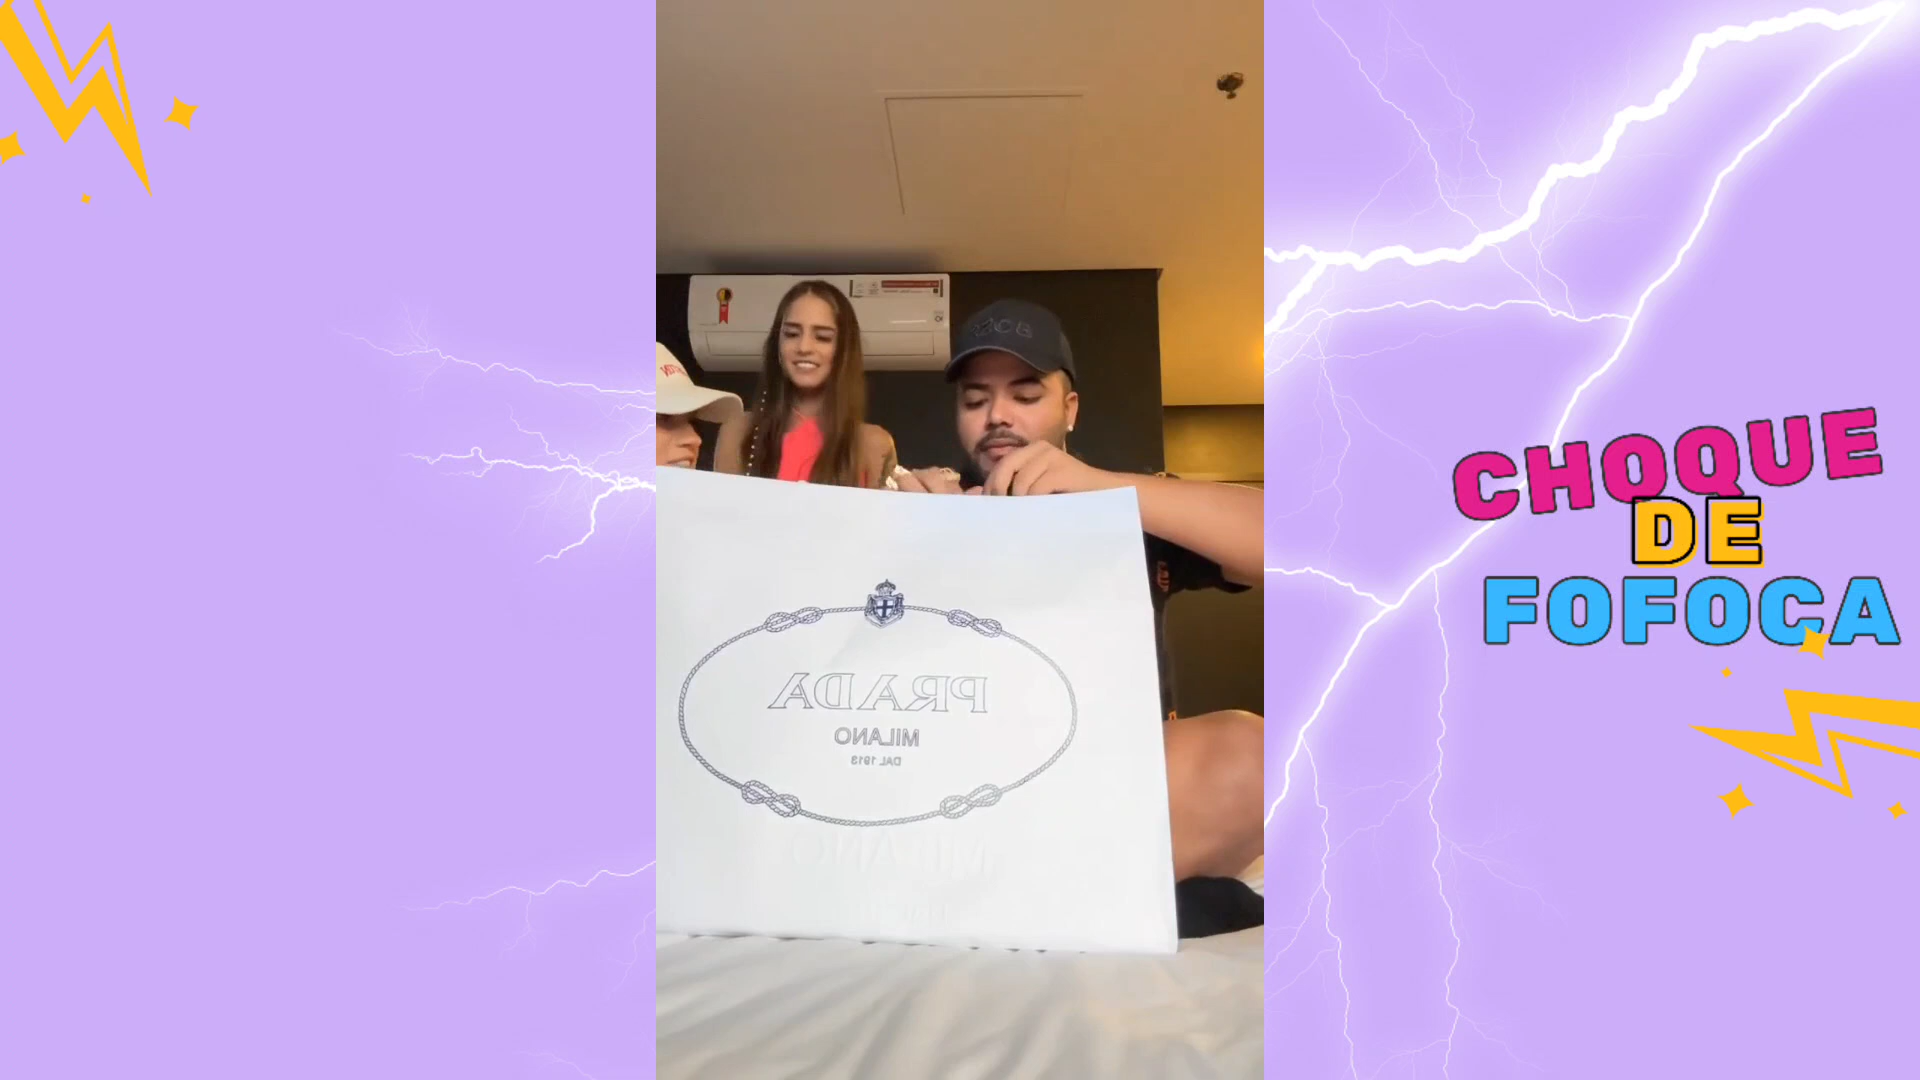 CHOQUE
DE
FOFOCA
PRADA
MILANO
DAL 1913